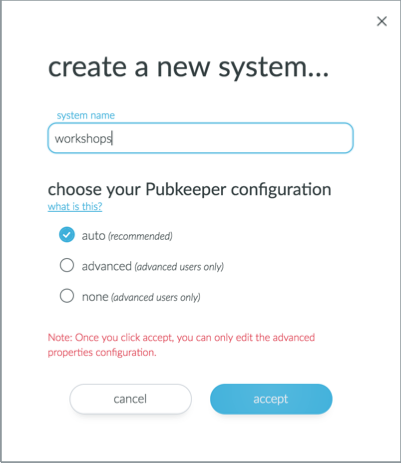 create a new system...
system name
workshops
choose your Pubkeeper configuration
what is this?
auto (recommended)
advanced (advanced users only)
none (advanced users only)
Note: Once you click accept, you can only edit the advanced
properties configuration.
cancel accept